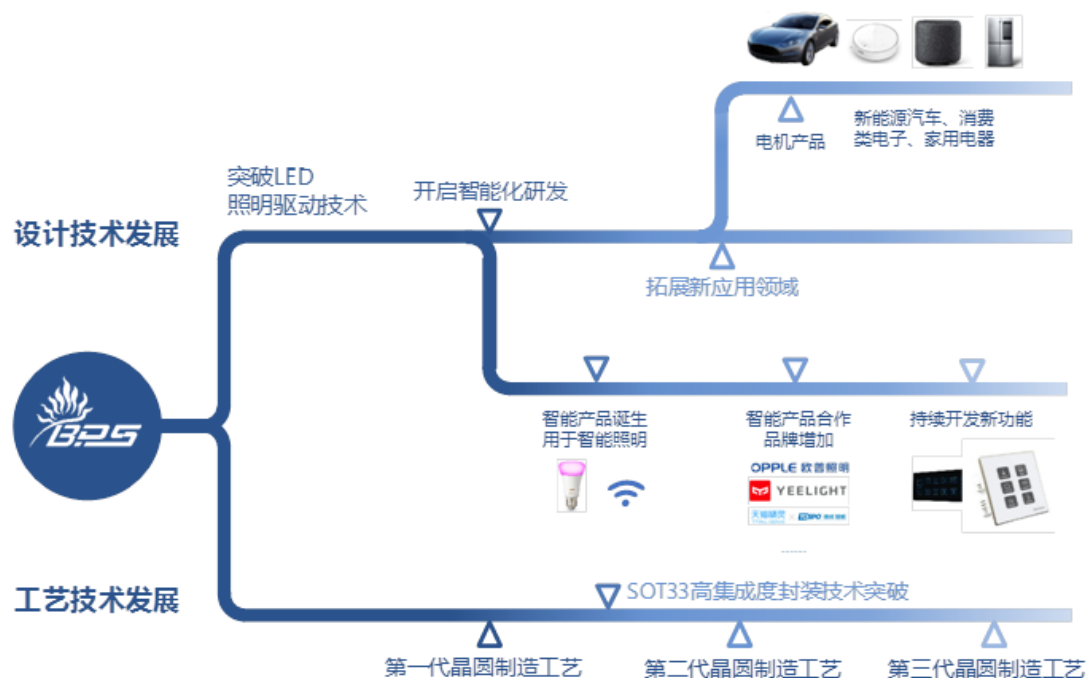 新能源汽车、消费
类电子、家用电器
电机产品
突破LED
照明驱动技术
开启智能化研发
设计技术发展
拓展新应用领域
BPS
智能产品诞生
用于智能照明
智能产品合作
品牌增加
持续开发新功能
OPPLE 欧普照明
YEELIGHT
天猫精灵
......
工艺技术发展
SOT33高集成度封装技术突破
第一代晶圆制造工艺
第二代晶圆制造工艺
第三代晶圆制造工艺